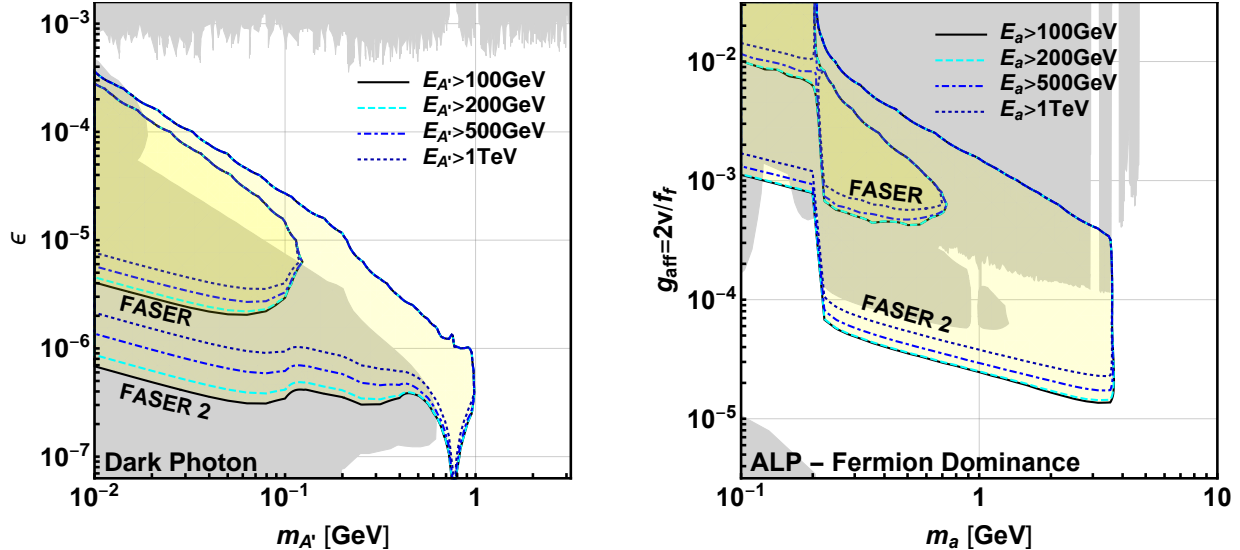 10⁻³
10⁻⁴
10⁻⁵
10⁻⁶
10⁻⁷
ϵ
E_A'>100GeV
E_A'>200GeV
E_A'>500GeV
E_A'>1TeV
FASER
FASER 2
Dark Photon
10⁻² 10⁻¹ 1
m_A' [GeV]
10⁻²
10⁻³
10⁻⁴
10⁻⁵
g_aff=2v/f_f
E_a>100GeV
E_a>200GeV
E_a>500GeV
E_a>1TeV
FASER
FASER 2
ALP − Fermion Dominance
10⁻¹ 1 10
m_a [GeV]